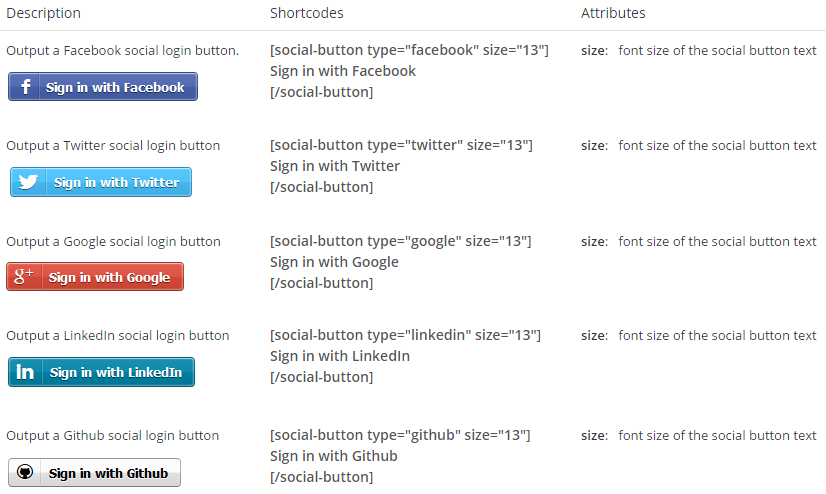 Description Shortcodes Attributes
Output a Facebook social login button. [social-button type="facebook" size="13"] size: font size of the social button text
Sign in with Facebook
f Sign in with Facebook
[/social-button]
Output a Twitter social login button [social-button type="twitter" size="13"] size: font size of the social button text
Sign in with Twitter
Sign in with Twitter
[/social-button]
Output a Google social login button [social-button type="google" size="13"] size: font size of the social button text
Sign in with Google
g+ Sign in with Google
[/social-button]
Output a LinkedIn social login button [social-button type="linkedin" size="13"] size: font size of the social button text
Sign in with LinkedIn
in Sign in with LinkedIn
[/social-button]
Output a Github social login button [social-button type="github" size="13"] size: font size of the social button text
Sign in with Github
Sign in with Github
[/social-button]